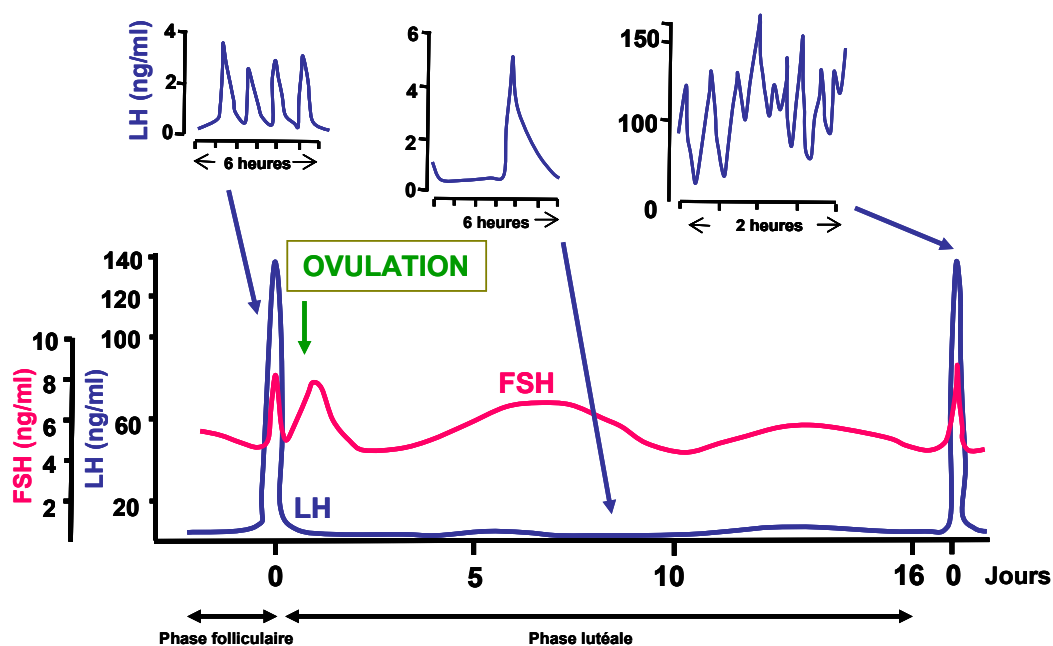 LH (ng/ml)
4
2
0
6 heures
6
4
2
0
6 heures
150
100
0
2 heures
OVULATION
FSH (ng/ml)
10
8
6
4
2
LH (ng/ml)
140
120
100
60
20
FSH
LH
0
5
10
16
0
Jours
Phase folliculaire
Phase lutéale